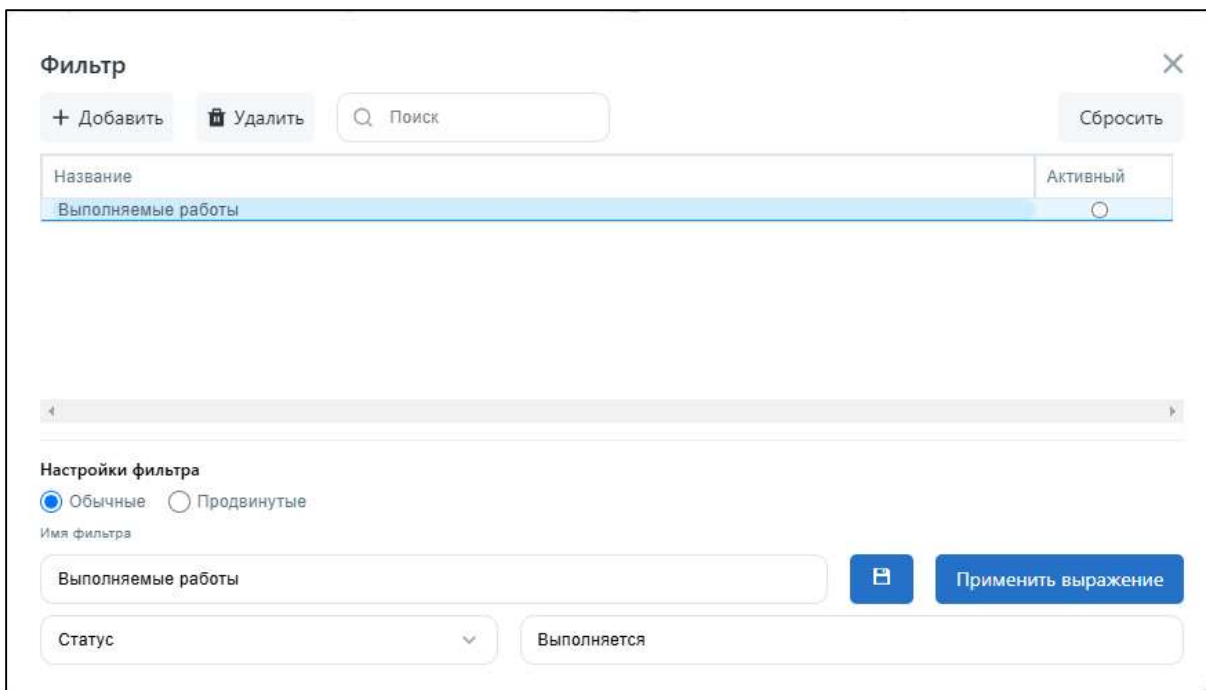 Фильтр
+ Добавить Удалить Поиск Сбросить
Название Активный
Выполняемые работы
Настройки фильтра
Обычные Продвинутые
Имя фильтра
Выполняемые работы Применить выражение
Статус Выполняется